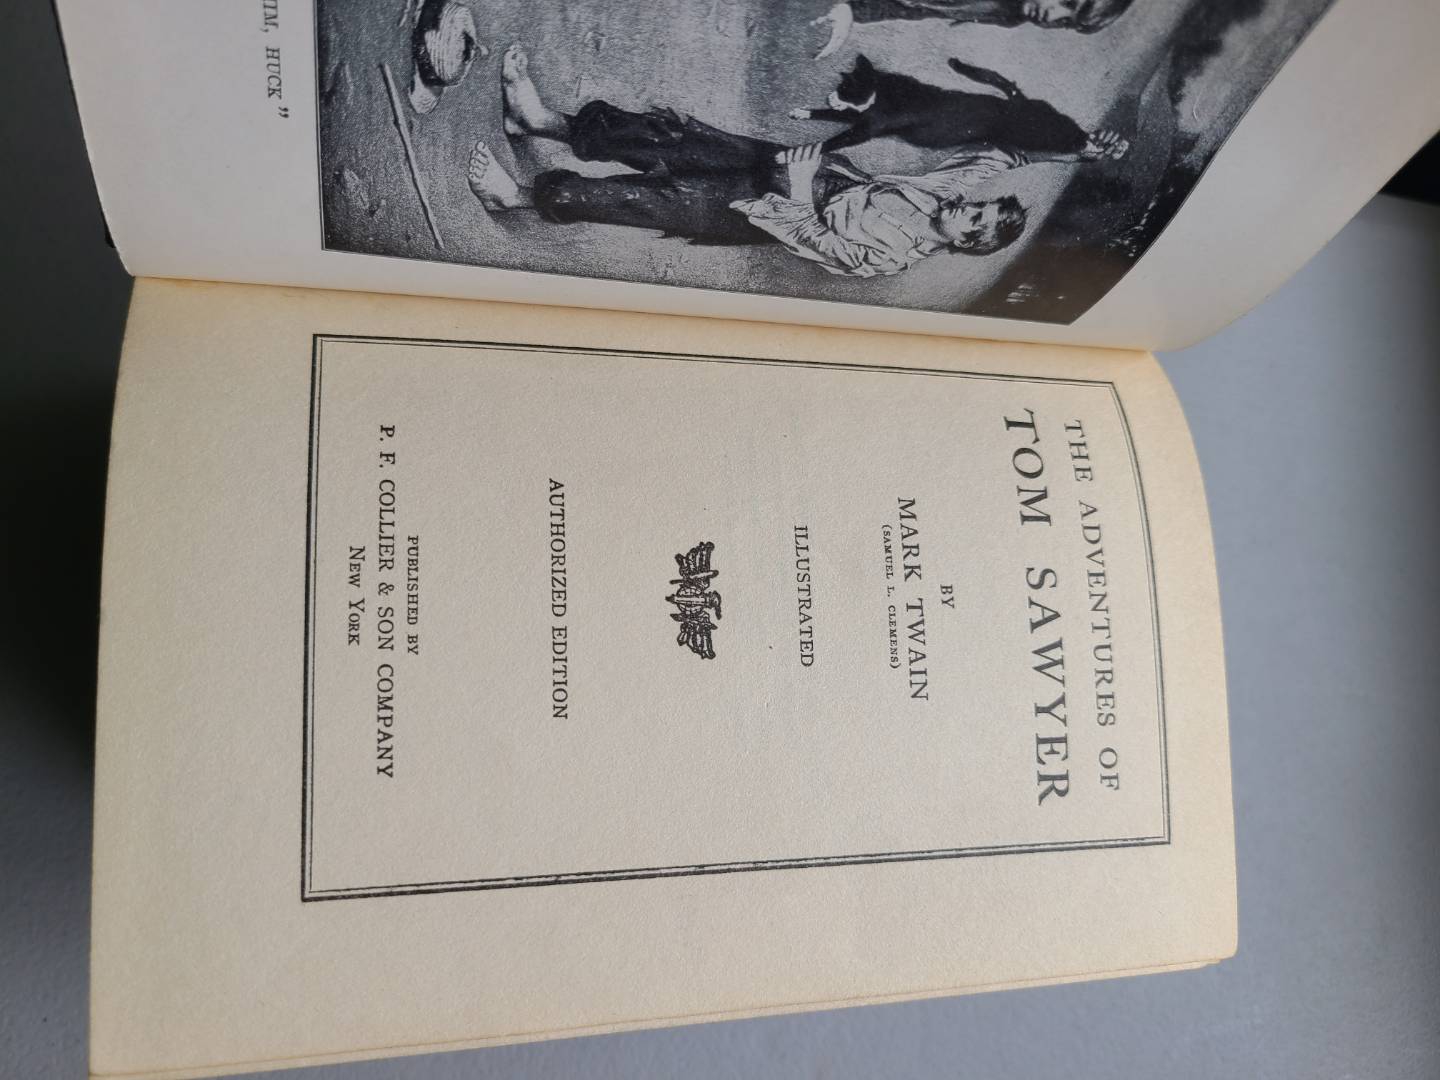 IM, HUCK”
THE ADVENTURES OF
TOM SAWYER
BY
MARK TWAIN
(SAMUEL L. CLEMENS)
ILLUSTRATED
AUTHORIZED EDITION
PUBLISHED BY
P. F. COLLIER & SON COMPANY
NEW YORK